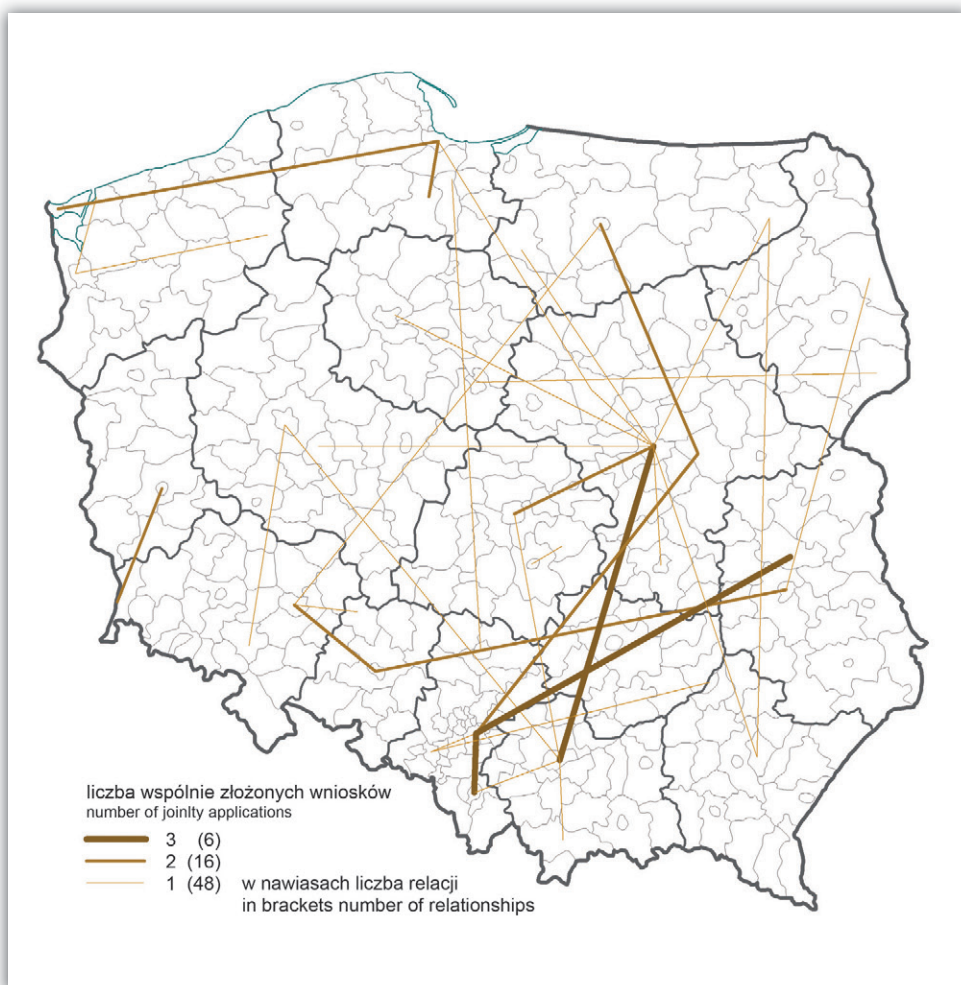 liczba wspólnie złożonych wniosków
number of joinlty applications
3 (6)
2 (16)
1 (48) w nawiasach liczba relacji
in brackets number of relationships